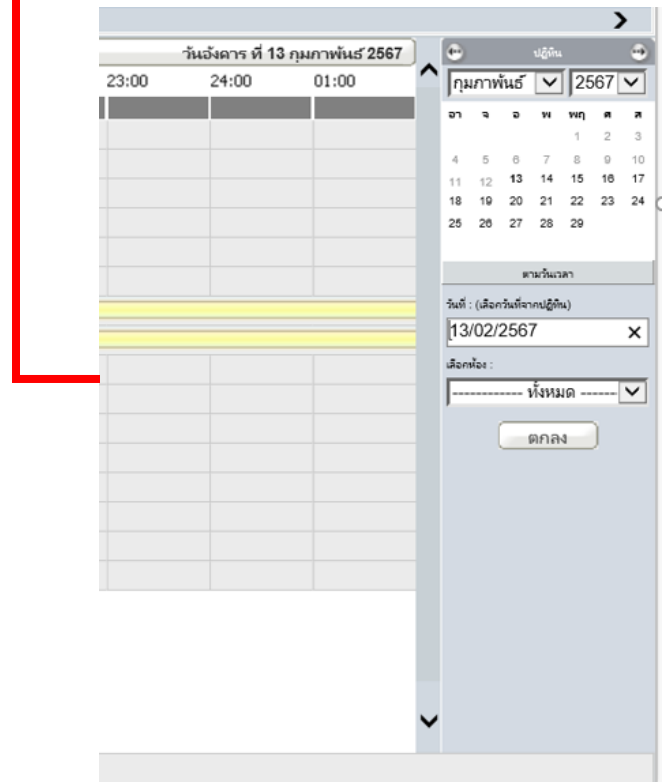 วันอังคาร ที่ 13 กุมภาพันธ์ 2567
23:00 24:00 01:00
ปฏิทิน
กุมภาพันธ์ 2567
อา จ อ พ พฤ ศ ส
1 2 3
4 5 6 7 8 9 10
11 12 13 14 15 16 17
18 19 20 21 22 23 24
25 26 27 28 29
ตามวันเวลา
วันที่ : (เลือกวันที่จากปฏิทิน)
13/02/2567
เลือกห้อง :
------------ ทั้งหมด ------
ตกลง